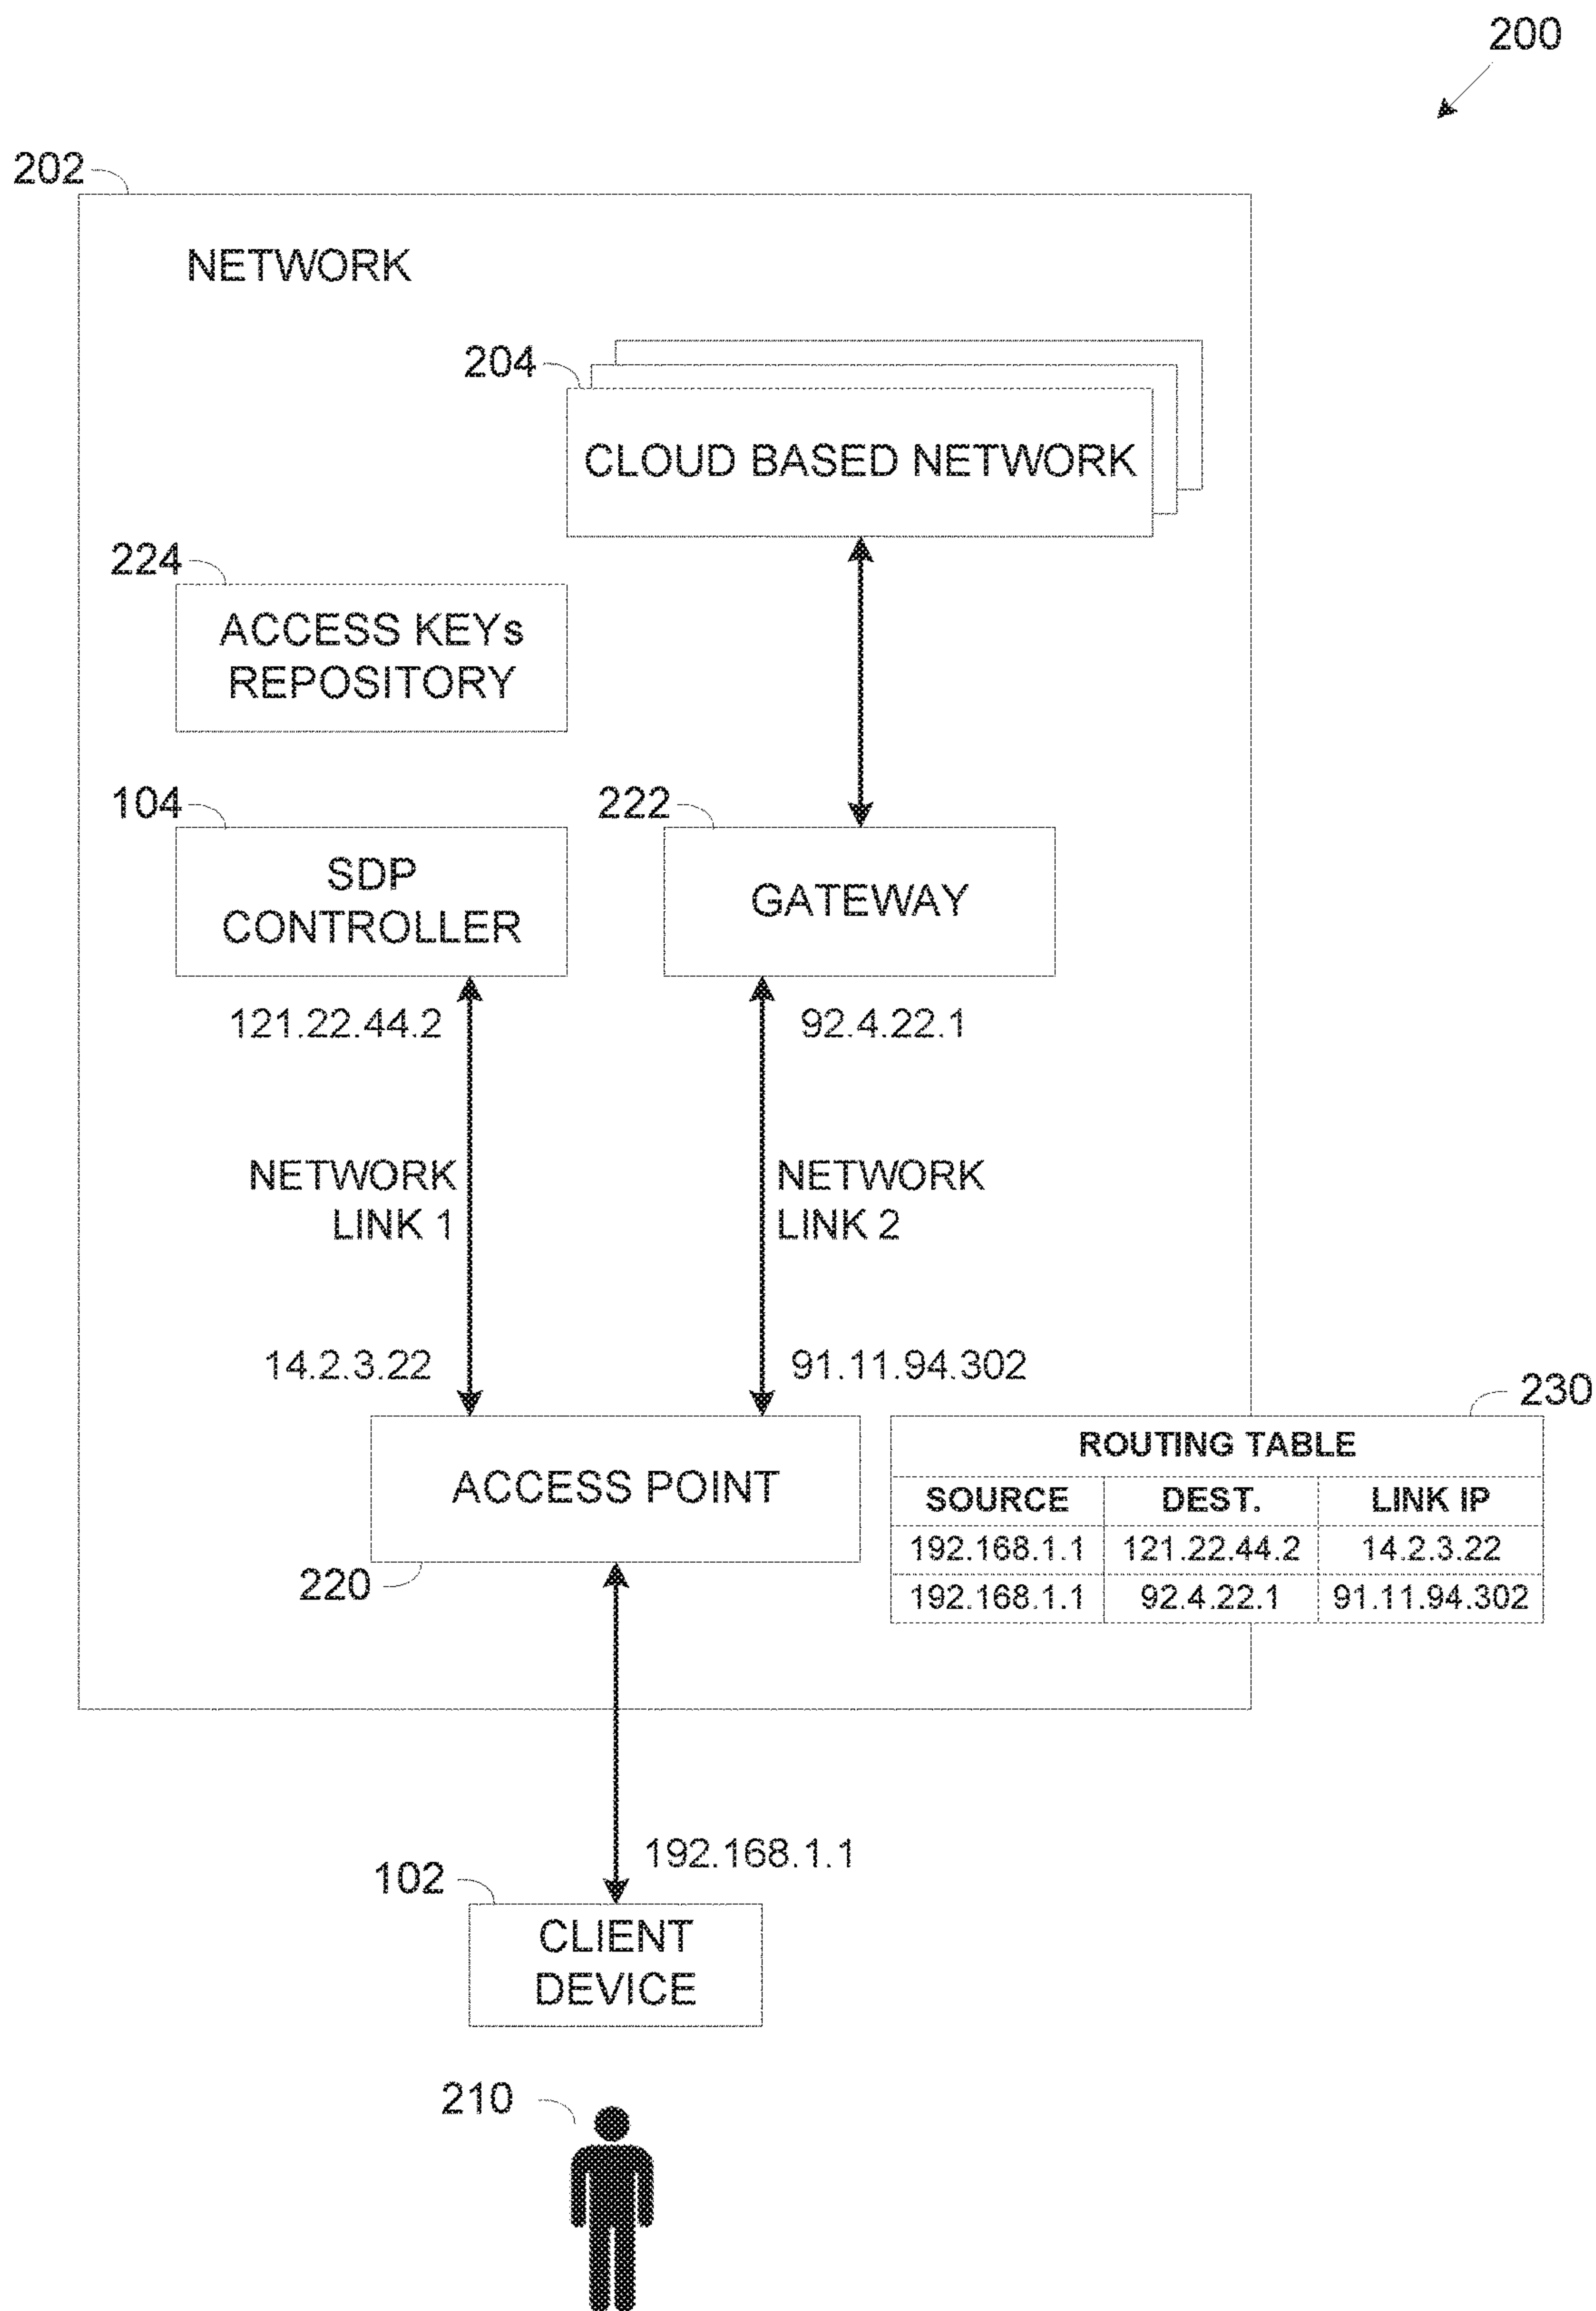 200
202
NETWORK
204
CLOUD BASED NETWORK
224
ACCESS KEYs
REPOSITORY
104
SDP
CONTROLLER
222
GATEWAY
121.22.44.2
92.4.22.1
NETWORK
LINK 1
NETWORK
LINK 2
14.2.3.22
91.11.94.302
230
ACCESS POINT
220
ROUTING TABLE
SOURCE DEST. LINK IP
192.168.1.1 121.22.44.2 14.2.3.22
192.168.1.1 92.4.22.1 91.11.94.302
192.168.1.1
102
CLIENT
DEVICE
210